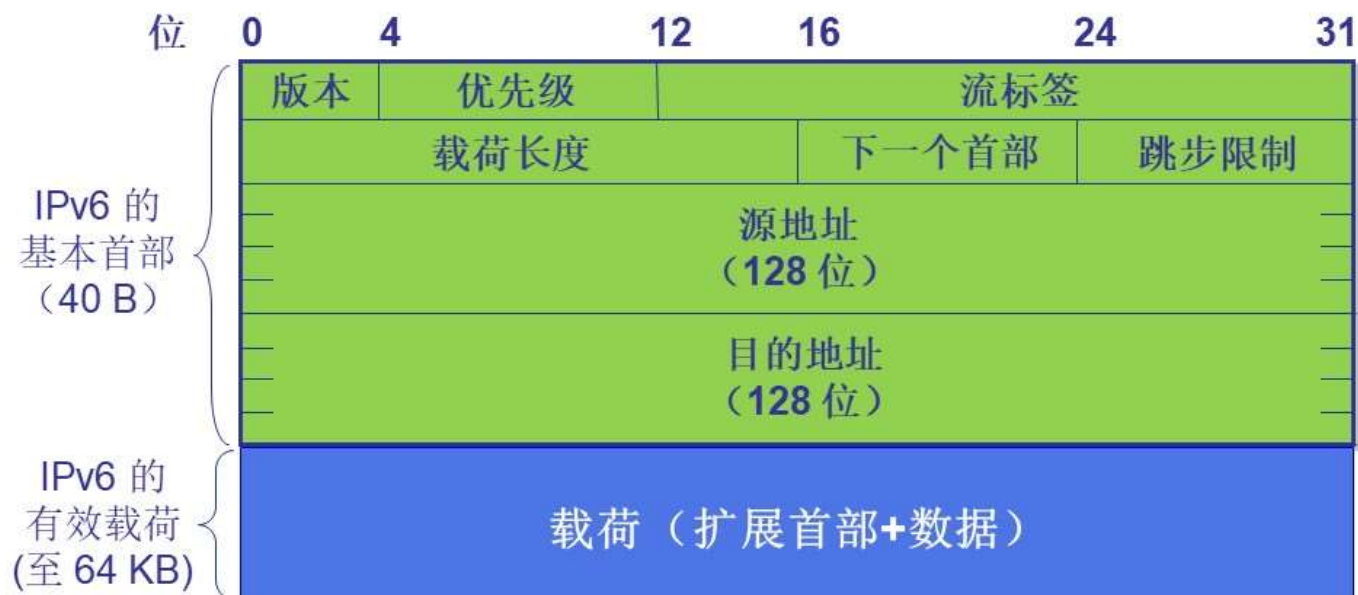 位 0 4 12 16 24 31
版本 优先级 流标签
载荷长度 下一个首部 跳步限制
IPv6 的
基本首部
（40 B）
源地址
（128 位）
目的地址
（128 位）
IPv6 的
有效载荷
(至 64 KB)
载荷（扩展首部+数据）